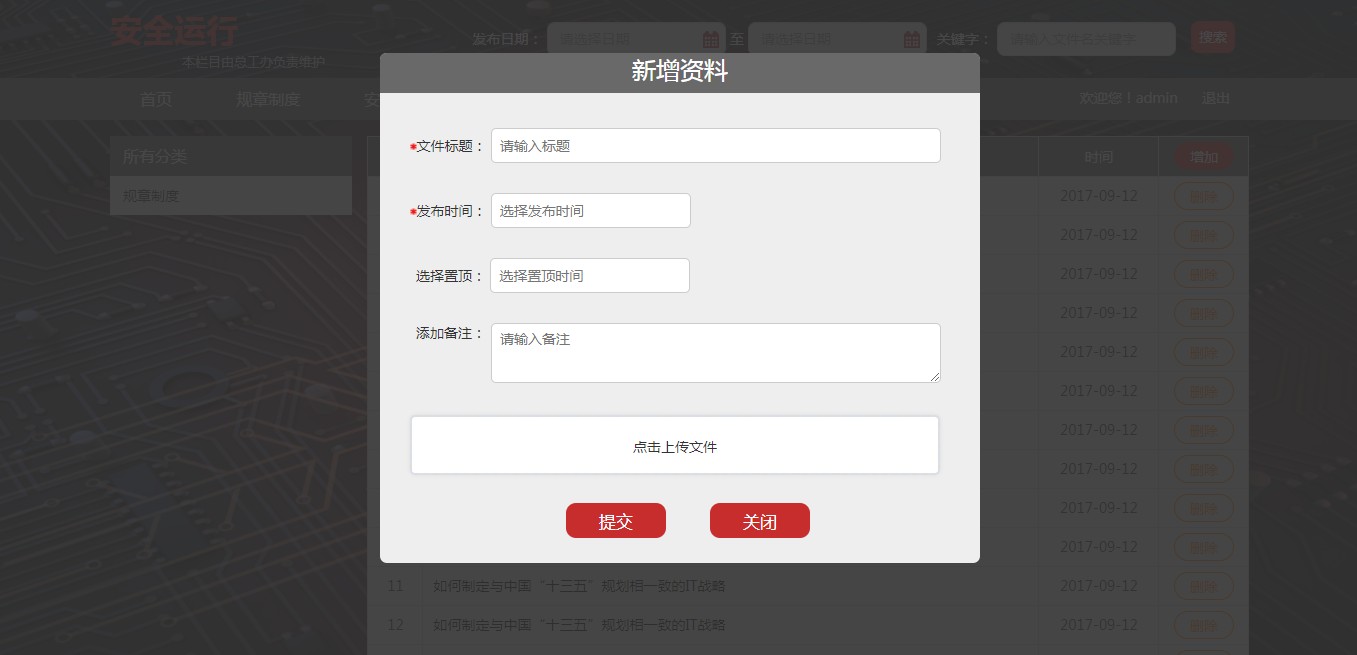 安全运行
本栏目由总工办负责维护
发布日期： 请选择日期 至 请选择日期 关键字： 请输入文件名关键字 搜索
首页 规章制度 安
欢迎您！admin 退出
新增资料
*文件标题： 请输入标题
*发布时间： 选择发布时间
选择置顶： 选择置顶时间
添加备注： 请输入备注
点击上传文件
提交 关闭
所有分类
规章制度
时间 增加
2017-09-12 删除
2017-09-12 删除
2017-09-12 删除
2017-09-12 删除
2017-09-12 删除
2017-09-12 删除
2017-09-12 删除
2017-09-12 删除
2017-09-12 删除
2017-09-12 删除
11 如何制定与中国“十三五”规划相一致的IT战略 2017-09-12 删除
12 如何制定与中国“十三五”规划相一致的IT战略 2017-09-12 删除